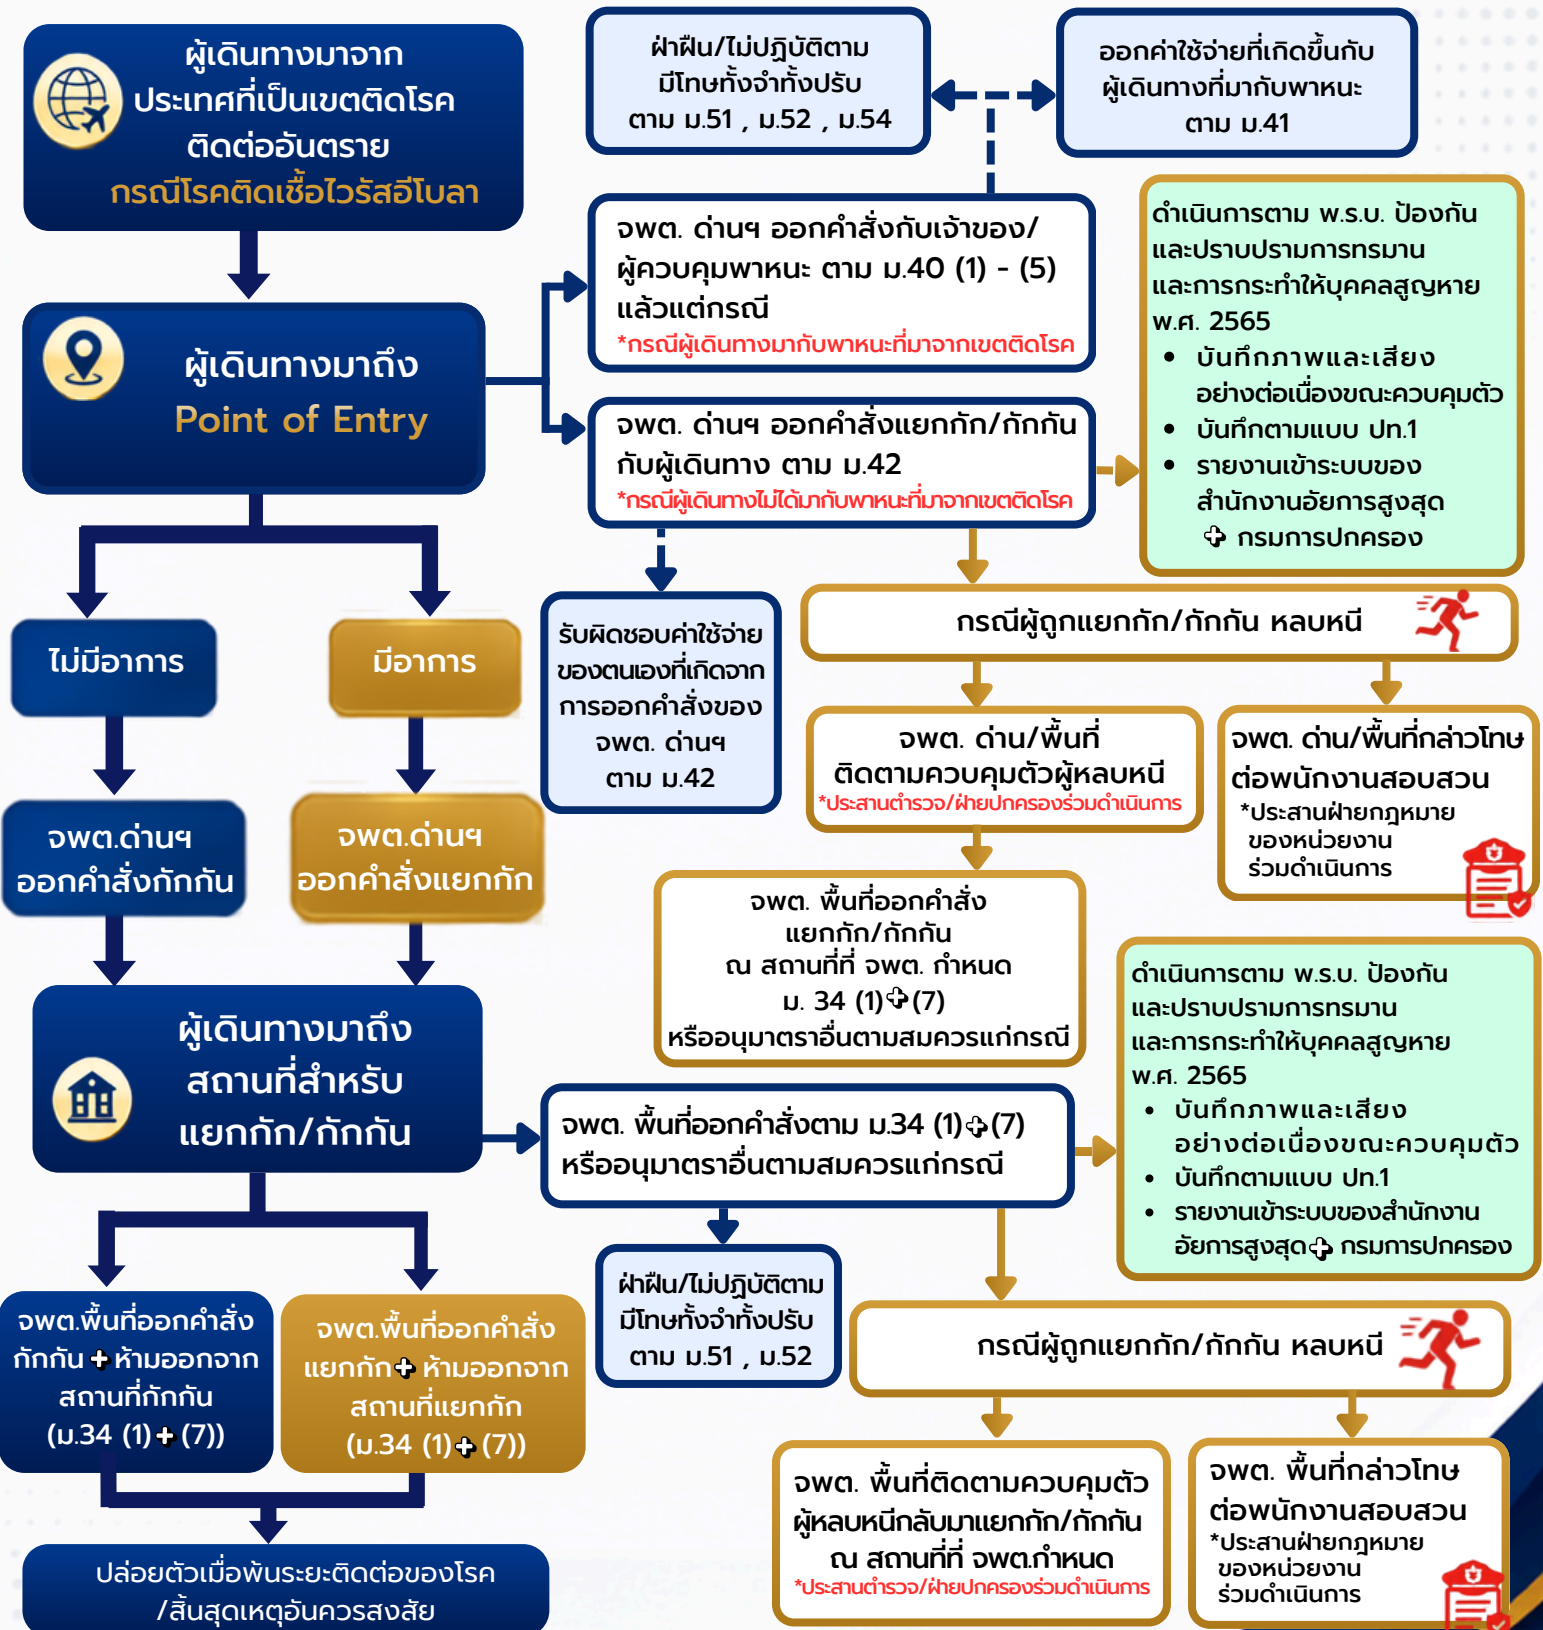 ผู้เดินทางมาจาก
ประเทศที่เป็นเขตติดโรค
ติดต่ออันตราย
กรณีโรคติดเชื้อไวรัสอีโบลา
ฝ่าฝืน/ไม่ปฏิบัติตาม
มีโทษทั้งจำทั้งปรับ
ตาม ม.51 , ม.52 , ม.54
ออกค่าใช้จ่ายที่เกิดขึ้นกับ
ผู้เดินทางที่มากับพาหนะ
ตาม ม.41
ผู้เดินทางมาถึง
Point of Entry
จพต. ด่านฯ ออกคำสั่งกับเจ้าของ/
ผู้ควบคุมพาหนะ ตาม ม.40 (1) - (5)
แล้วแต่กรณี
*กรณีผู้เดินทางมากับพาหนะที่มาจากเขตติดโรค
จพต. ด่านฯ ออกคำสั่งแยกกัก/กักกัน
กับผู้เดินทาง ตาม ม.42
*กรณีผู้เดินทางไม่ได้มากับพาหนะที่มาจากเขตติดโรค
ดำเนินการตาม พ.ร.บ. ป้องกัน
และปราบปรามการทรมาน
และการกระทำให้บุคคลสูญหาย
พ.ศ. 2565
• บันทึกภาพและเสียง
อย่างต่อเนื่องขณะควบคุมตัว
• บันทึกตามแบบ ปท.1
• รายงานเข้าระบบของ
สำนักงานอัยการสูงสุด
✚ กรมการปกครอง
ไม่มีอาการ
มีอาการ
รับผิดชอบค่าใช้จ่าย
ของตนเองที่เกิดจาก
การออกคำสั่งของ
จพต. ด่านฯ
ตาม ม.42
กรณีผู้ถูกแยกกัก/กักกัน หลบหนี
จพต. ด่าน/พื้นที่
ติดตามควบคุมตัวผู้หลบหนี
*ประสานตำรวจ/ฝ่ายปกครองร่วมดำเนินการ
จพต. ด่าน/พื้นที่กล่าวโทษ
ต่อพนักงานสอบสวน
*ประสานฝ่ายกฎหมาย
ของหน่วยงาน
ร่วมดำเนินการ
จพต.ด่านฯ
ออกคำสั่งกักกัน
จพต.ด่านฯ
ออกคำสั่งแยกกัก
จพต. พื้นที่ออกคำสั่ง
แยกกัก/กักกัน
ณ สถานที่ที่ จพต. กำหนด
ม. 34 (1)✚(7)
หรืออนุมาตราอื่นตามสมควรแก่กรณี
ผู้เดินทางมาถึง
สถานที่สำหรับ
แยกกัก/กักกัน
จพต. พื้นที่ออกคำสั่งตาม ม.34 (1)✚(7)
หรืออนุมาตราอื่นตามสมควรแก่กรณี
ดำเนินการตาม พ.ร.บ. ป้องกัน
และปราบปรามการทรมาน
และการกระทำให้บุคคลสูญหาย
พ.ศ. 2565
• บันทึกภาพและเสียง
อย่างต่อเนื่องขณะควบคุมตัว
• บันทึกตามแบบ ปท.1
• รายงานเข้าระบบของสำนักงาน
อัยการสูงสุด✚ กรมการปกครอง
ฝ่าฝืน/ไม่ปฏิบัติตาม
มีโทษทั้งจำทั้งปรับ
ตาม ม.51 , ม.52
กรณีผู้ถูกแยกกัก/กักกัน หลบหนี
จพต.พื้นที่ออกคำสั่ง
กักกัน✚ห้ามออกจาก
สถานที่กักกัน
(ม.34 (1)✚(7))
จพต.พื้นที่ออกคำสั่ง
แยกกัก✚ห้ามออกจาก
สถานที่แยกกัก
(ม.34 (1)✚(7))
จพต. พื้นที่ติดตามควบคุมตัว
ผู้หลบหนีกลับมาแยกกัก/กักกัน
ณ สถานที่ที่ จพต.กำหนด
*ประสานตำรวจ/ฝ่ายปกครองร่วมดำเนินการ
จพต. พื้นที่กล่าวโทษ
ต่อพนักงานสอบสวน
*ประสานฝ่ายกฎหมาย
ของหน่วยงาน
ร่วมดำเนินการ
ปล่อยตัวเมื่อพ้นระยะติดต่อของโรค
/สิ้นสุดเหตุอันควรสงสัย